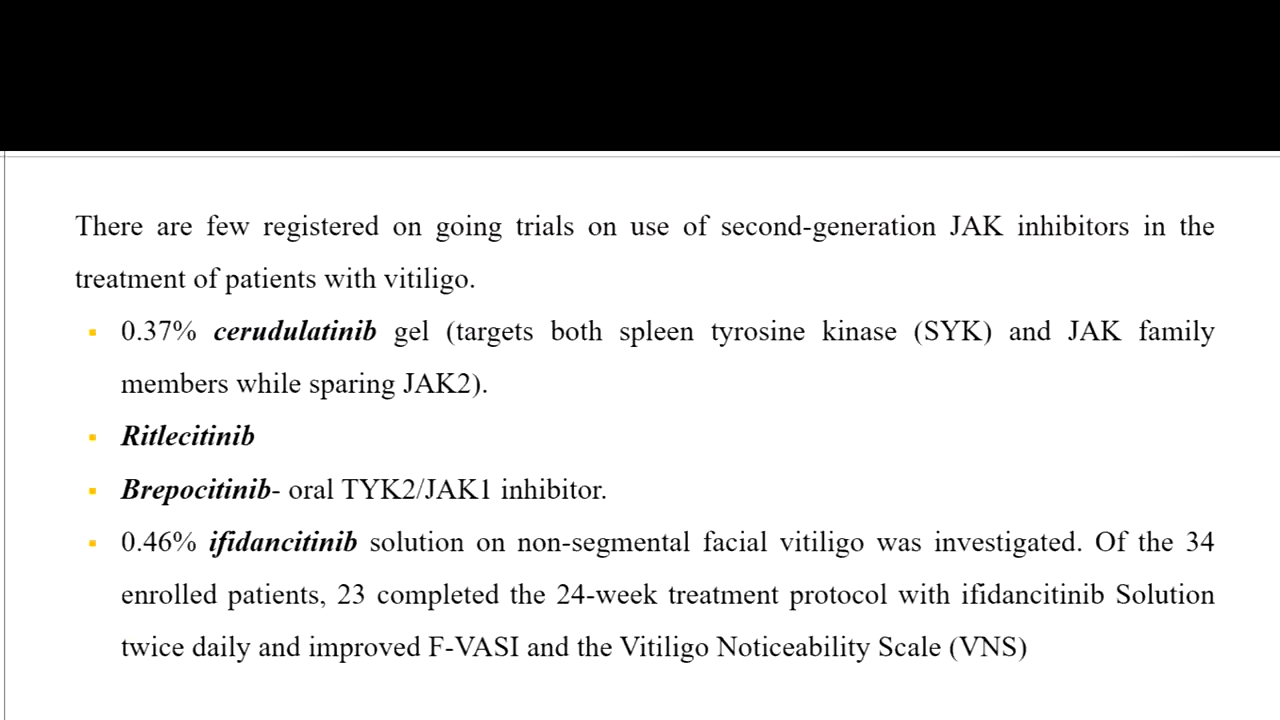 There are few registered on going trials on use of second-generation JAK inhibitors in the
treatment of patients with vitiligo.
▪ 0.37% cerudulatinib gel (targets both spleen tyrosine kinase (SYK) and JAK family
members while sparing JAK2).
▪ Ritlecitinib
▪ Brepocitinib- oral TYK2/JAK1 inhibitor.
▪ 0.46% ifidancitinib solution on non-segmental facial vitiligo was investigated. Of the 34
enrolled patients, 23 completed the 24-week treatment protocol with ifidancitinib Solution
twice daily and improved F-VASI and the Vitiligo Noticeability Scale (VNS)